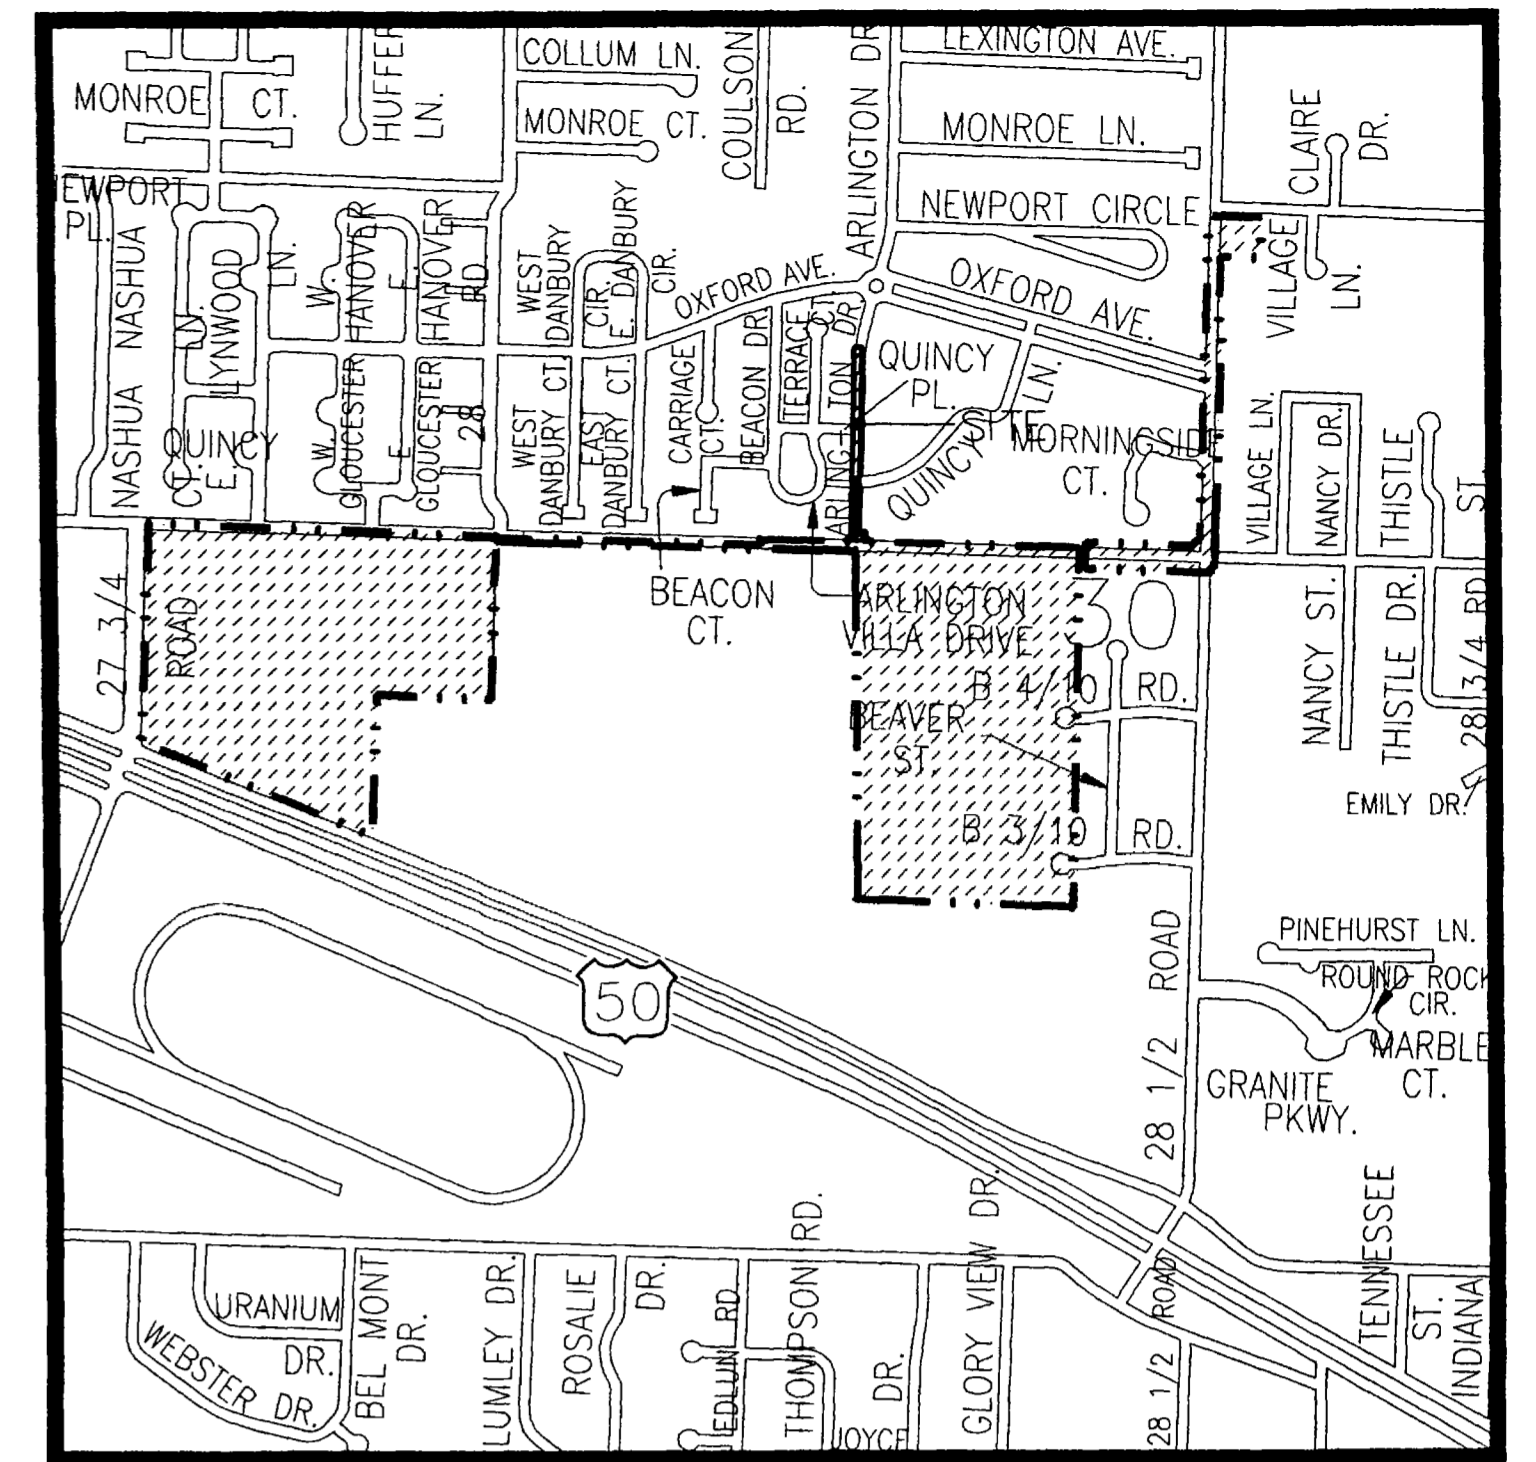 COLLUM LN.
LEXINGTON AVE.
MONROE CT.
HUFFER
LN.
MONROE CT.
COULSON
RD.
ARLINGTON DR.
MONROE LN.
CLAIRE
DR.
EWPORT
PL.
NEWPORT CIRCLE
NASHUA
NASHUA
LN.
LYNWOOD
LN.
W.
HANOVER
E.
HANOVER
RD
28
WEST
DANBURY
CIR.
E. DANBURY
CIR.
OXFORD AVE.
OXFORD AVE.
VILLAGE
LN.
QUINCY
CT.
E.
W.
GLOUCESTER
E.
GLOUCESTER
WEST
DANBURY CT.
EAST
DANBURY CT.
CARRIAGE
CT.
BEACON DR.
TERRACE
CT.
ARLINGTON
DR.
ARLINGTON
QUINCY
PL.
SITE
QUINCY
LN.
MORNINGSIDE
CT.
VILLAGE LN.
NANCY DR.
THISTLE
ST.
BEACON
CT.
ARLINGTON
VILLA DRIVE
30
27 3/4
ROAD
B 4/10 RD.
BEAVER
ST.
B 3/10 RD.
NANCY ST.
THISTLE DR.
28 3/4 RD
EMILY DR.
PINEHURST LN.
ROUND ROCK
CIR.
MARBLE
CT.
GRANITE
PKWY.
50
28 1/2 ROAD
TENNESSEE
ST.
INDIANA
URANIUM
DR.
WEBSTER DR.
BEL MONT
DR.
LUMLEY DR.
ROSALIE
DR.
EDLUN RD.
THOMPSON RD.
JOYCE
DR.
GLORY VIEW DR.
28 1/2 ROAD